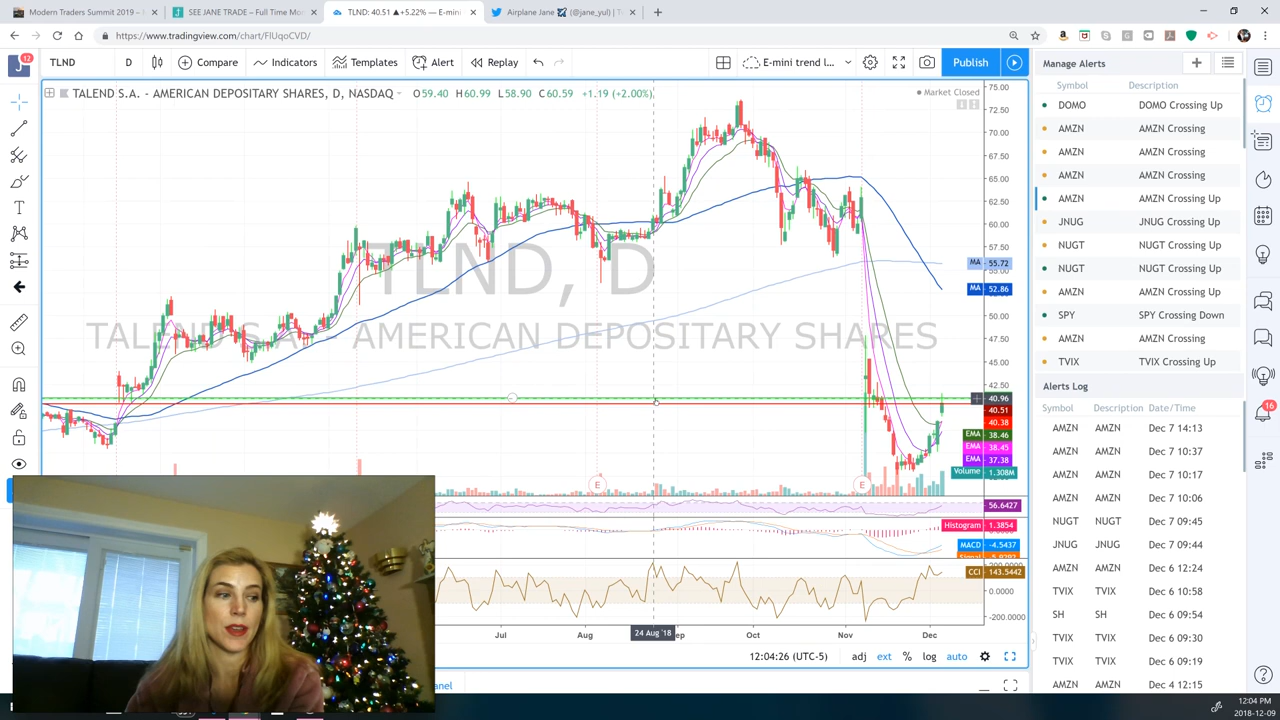 Modern Traders Summit 2019 –
SEE JANE TRADE – Full Time Mom
TLND: 40.51 ▲+5.22% — E-mini
Airplane Jane (@jane_yul) | T
https://www.tradingview.com/chart/FlUqoCVD/
J
12
TLND
D
Compare
Indicators
Templates
Alert
Replay
E-mini trend l...
Publish
TALEND S.A. - AMERICAN DEPOSITARY SHARES, D, NASDAQ
O59.40 H60.99 L58.90 C60.59 +1.19 (+2.00%)
Market Closed
TLND, D
TALEND S.A. - AMERICAN DEPOSITARY SHARES
75.00
72.50
70.00
67.50
65.00
62.50
60.00
57.50
MA 55.72
55.00
MA 52.86
50.00
47.50
45.00
42.50
40.96
40.51
40.38
EMA 38.46
EMA 38.45
EMA 37.38
Volume 1.308M
E
E
56.6427
Histogram 1.3854
MACD -4.5437
200.0000
CCI 143.5442
0.0000
-200.0000
Jul
Aug
24 Aug '18
ep
Oct
Nov
Dec
12:04:26 (UTC-5)
adj
ext
%
log
auto
anel
Manage Alerts
Symbol Description
DOMO DOMO Crossing Up
AMZN AMZN Crossing
AMZN AMZN Crossing
AMZN AMZN Crossing
AMZN AMZN Crossing Up
JNUG JNUG Crossing Up
NUGT NUGT Crossing Up
NUGT NUGT Crossing Up
AMZN AMZN Crossing Up
SPY SPY Crossing Down
AMZN AMZN Crossing
TVIX TVIX Crossing Up
Alerts Log
Symbol Description Date/Time
AMZN AMZN Dec 7 14:13
AMZN AMZN Dec 7 10:37
AMZN AMZN Dec 7 10:17
AMZN AMZN Dec 7 10:06
NUGT NUGT Dec 7 09:45
JNUG JNUG Dec 7 09:44
AMZN AMZN Dec 6 12:24
TVIX TVIX Dec 6 10:58
SH SH Dec 6 09:54
TVIX TVIX Dec 6 09:30
TVIX TVIX Dec 6 09:19
AMZN AMZN Dec 4 12:15
16
12:04 PM
2018-12-09